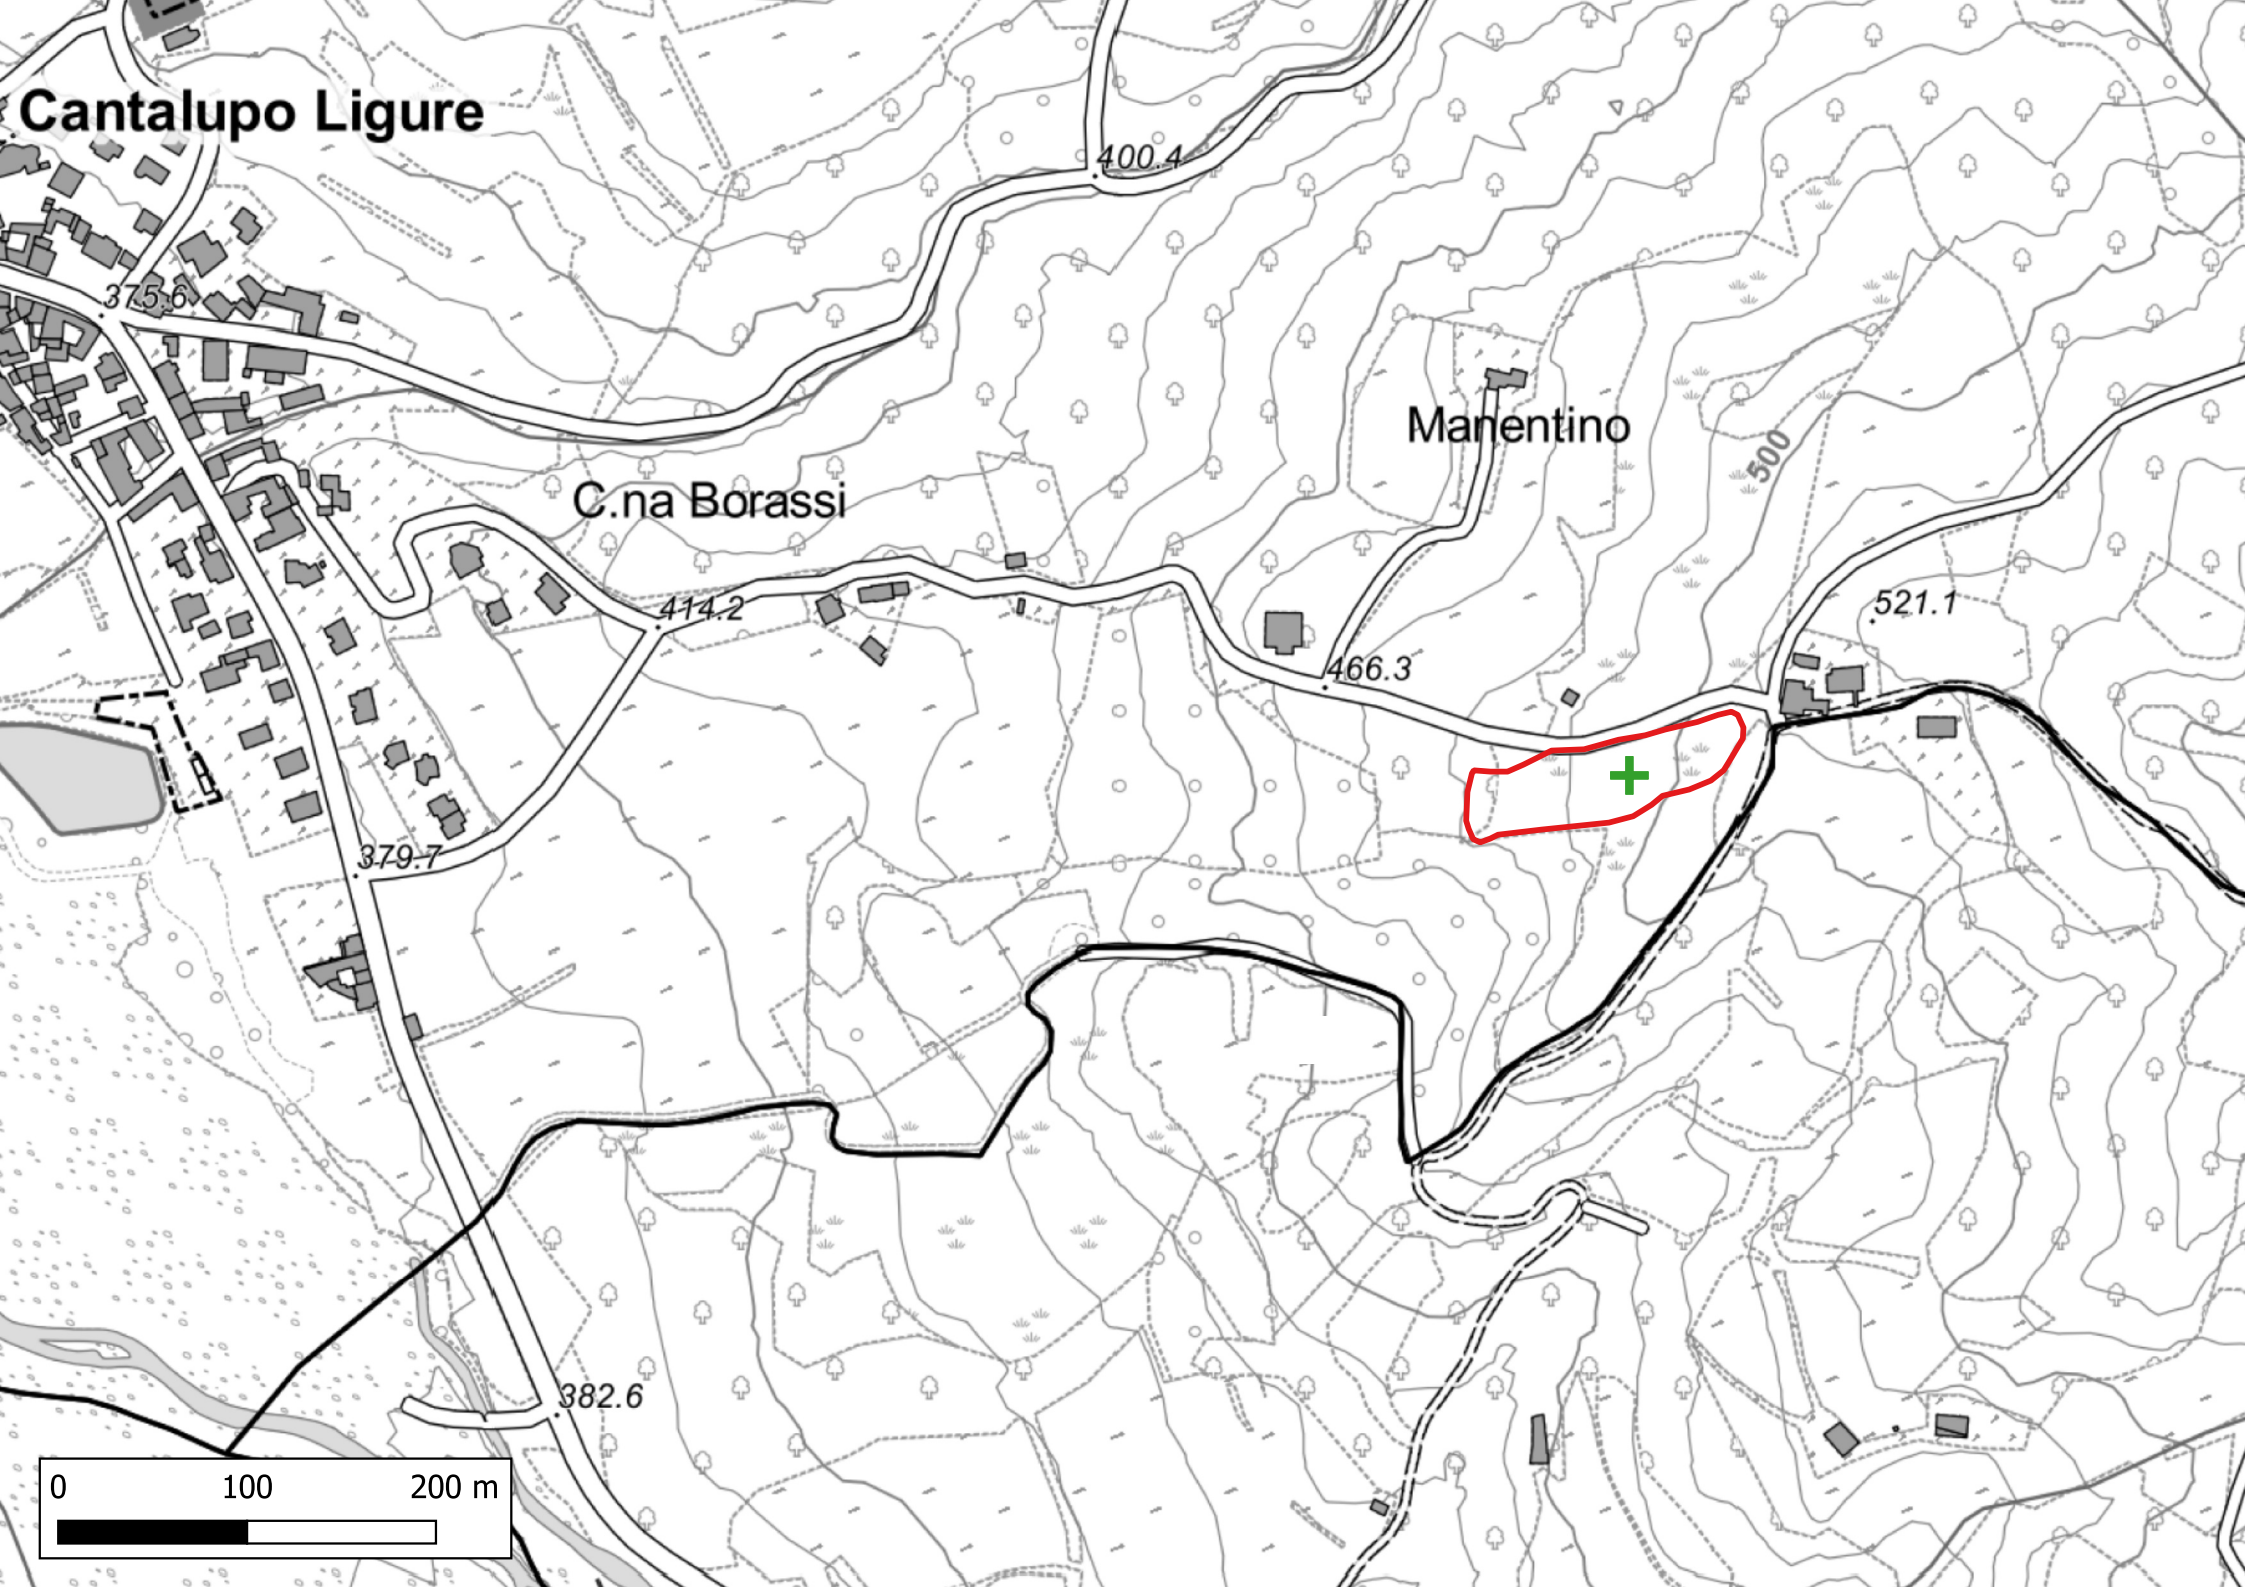 Cantalupo Ligure
400.4
375.6
Manentino
500
C.na Borassi
414.2
521.1
466.3
379.7
382.6
0 100 200 m